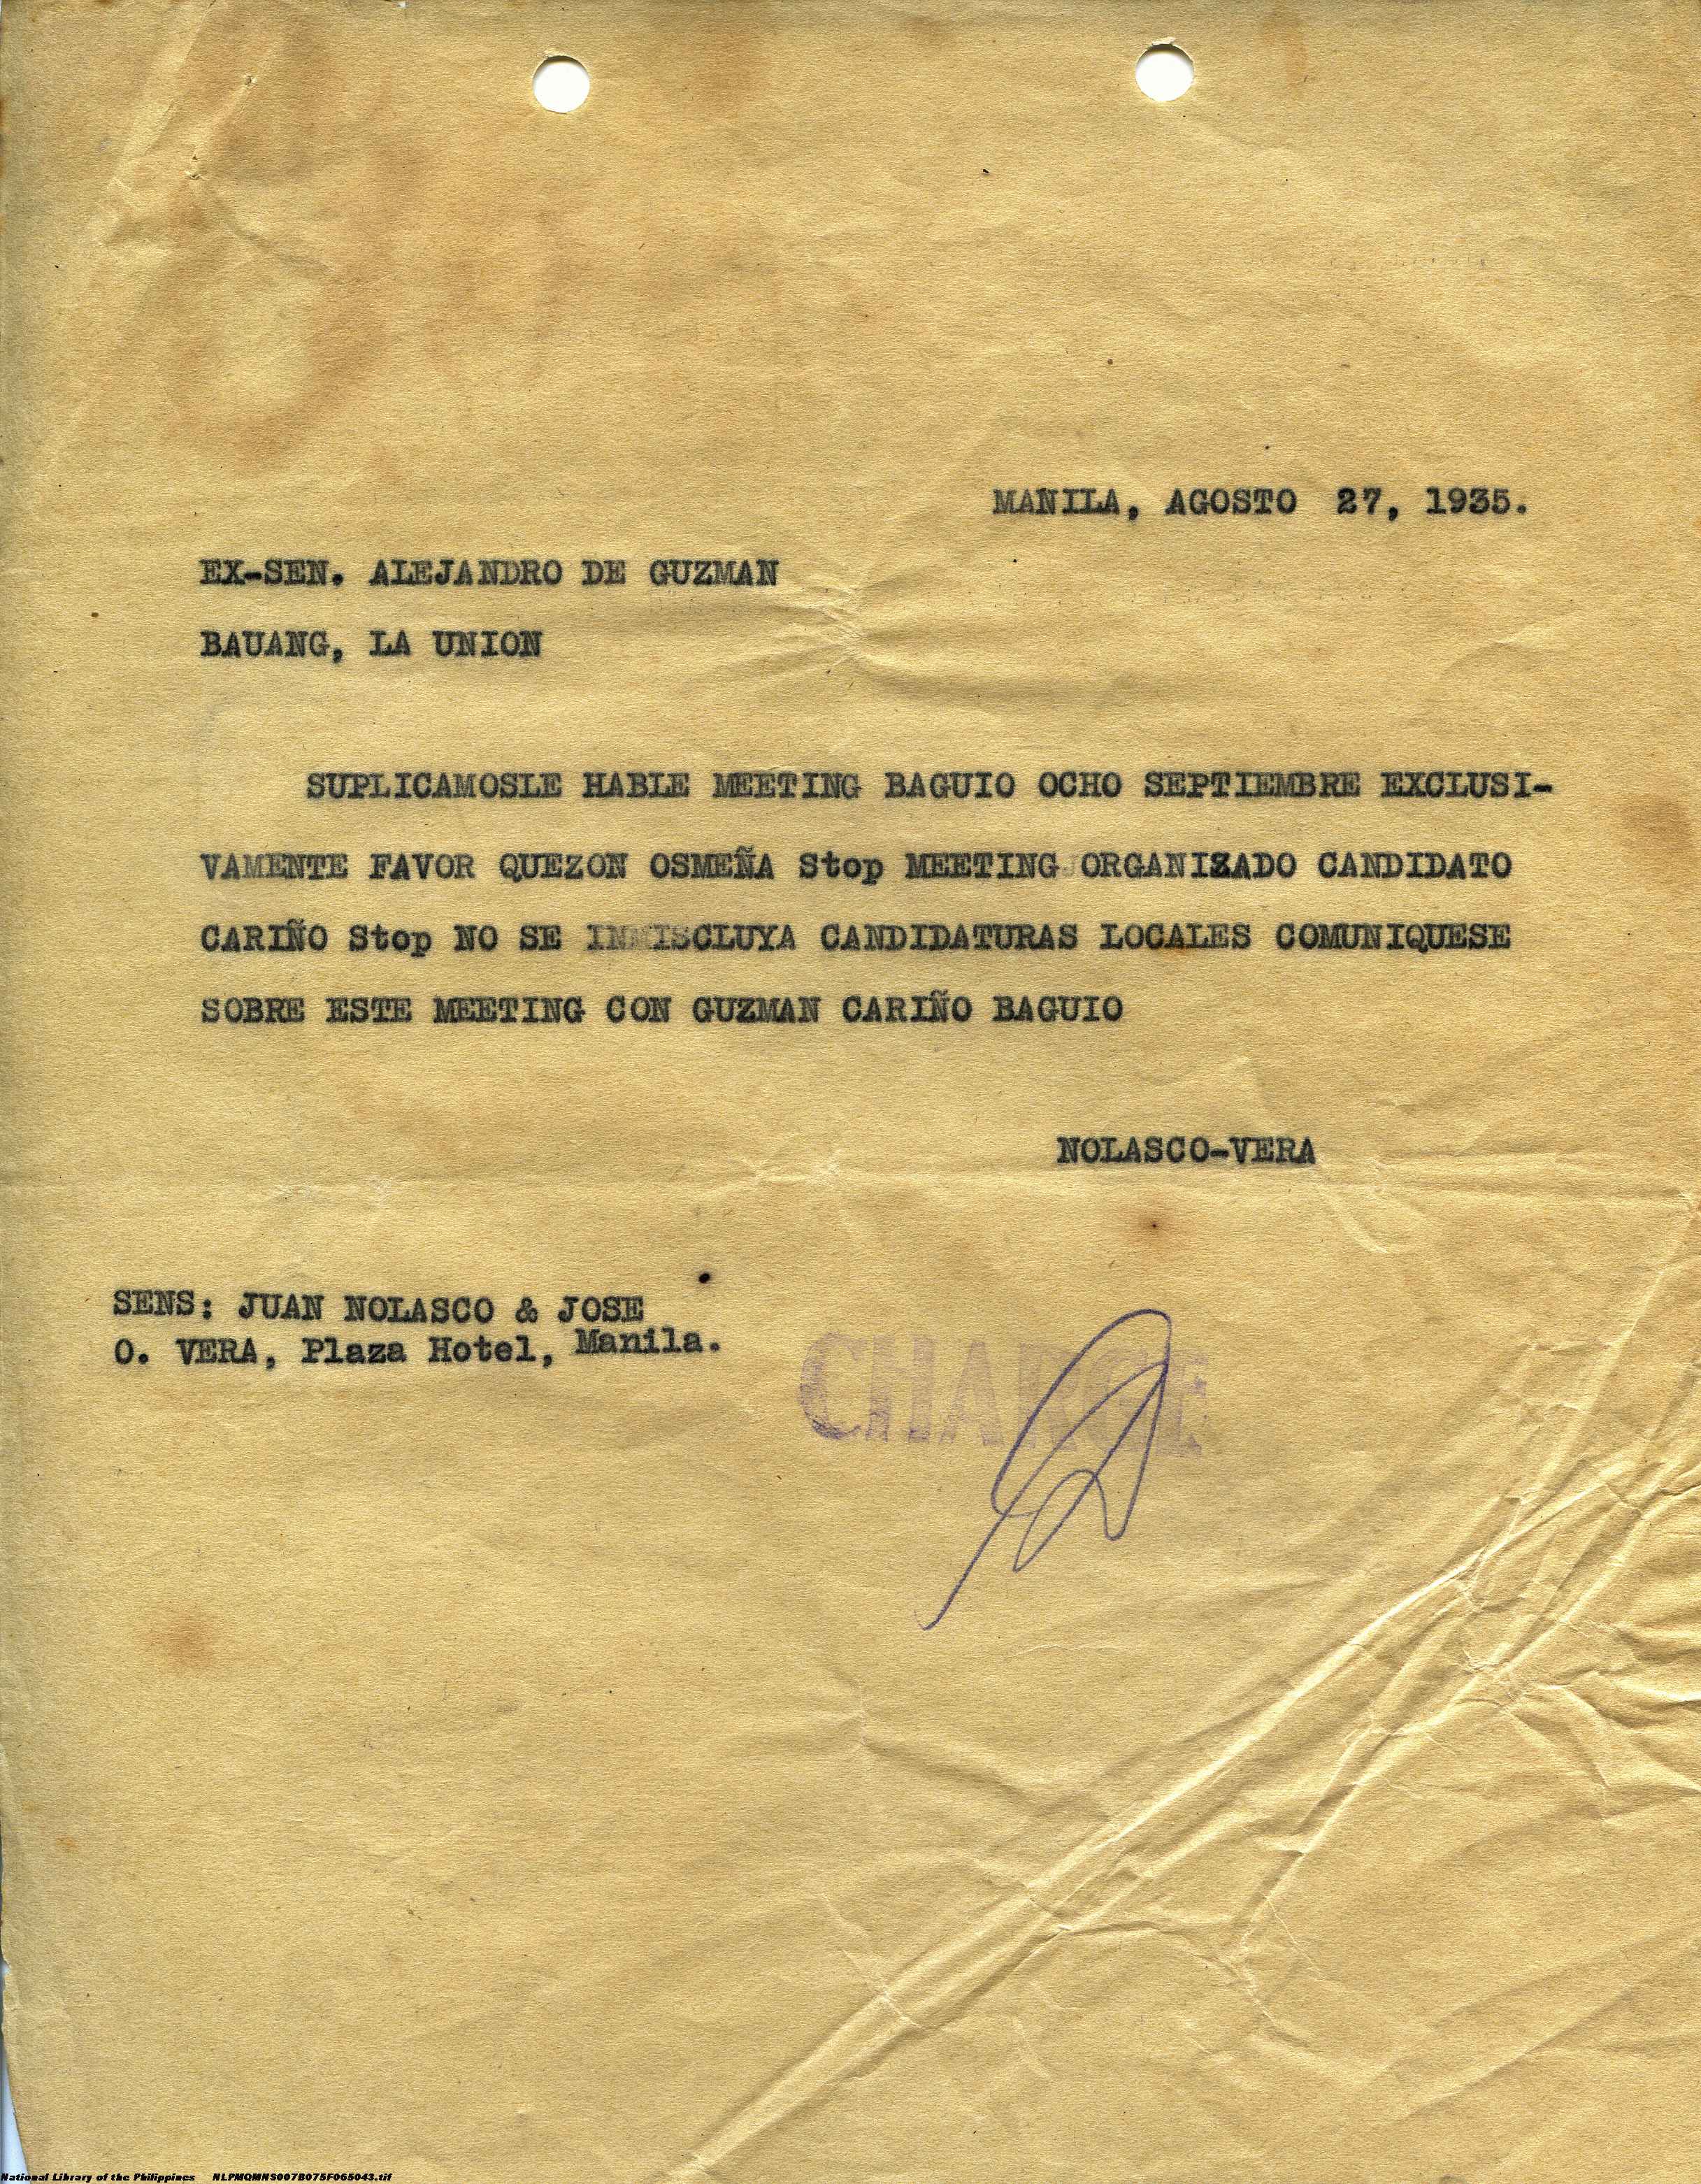 MANILA, AGOSTO 27, 1935.
EX-SEN. ALEJANDRO DE GUZMAN
BAUANG, LA UNION
SUPLICAMOSLE HABLE MEETING BAGUIO OCHO SEPTIEMBRE EXCLUSI-
VAMENTE FAVOR QUEZON OSMEÑA Stop MEETING ORGANIZADO CANDIDATO
CARIÑO Stop NO SE INMISCLUYA CANDIDATURAS LOCALES COMUNIQUESE
SOBRE ESTE MEETING CON GUZMAN CARIÑO BAGUIO
NOLASCO-VERA
SENS: JUAN NOLASCO & JOSE
O. VERA, Plaza Hotel, Manila.
CHARGE
National Library of the Philippines NLPMQMNS007B075F065043.tif